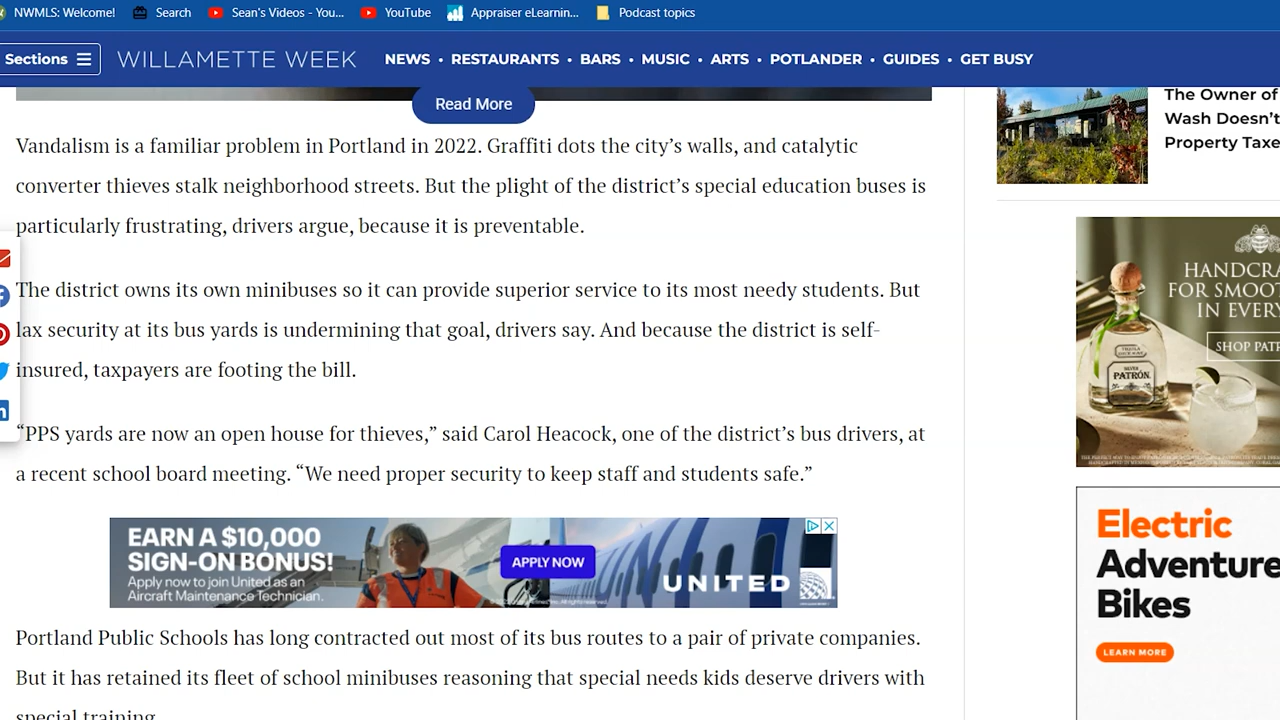 NWMLS: Welcome! Search Sean's Videos - You... YouTube Appraiser eLearnin... Podcast topics
Sections WILLAMETTE WEEK NEWS • RESTAURANTS • BARS • MUSIC • ARTS • POTLANDER • GUIDES • GET BUSY
Read More
Vandalism is a familiar problem in Portland in 2022. Graffiti dots the city’s walls, and catalytic
converter thieves stalk neighborhood streets. But the plight of the district’s special education buses is
particularly frustrating, drivers argue, because it is preventable.
The district owns its own minibuses so it can provide superior service to its most needy students. But
lax security at its bus yards is undermining that goal, drivers say. And because the district is self-
insured, taxpayers are footing the bill.
“PPS yards are now an open house for thieves,” said Carol Heacock, one of the district’s bus drivers, at
a recent school board meeting. “We need proper security to keep staff and students safe.”
EARN A $10,000
SIGN-ON BONUS!
Apply now to join United as an
Aircraft Maintenance Technician.
APPLY NOW
UNITED
Portland Public Schools has long contracted out most of its bus routes to a pair of private companies.
But it has retained its fleet of school minibuses reasoning that special needs kids deserve drivers with
special training.
The Owner of
Wash Doesn't
Property Taxe
HANDCRA
FOR SMOOT
IN EVERY
SHOP PATR
PATRÓN
Electric
Adventure
Bikes
LEARN MORE